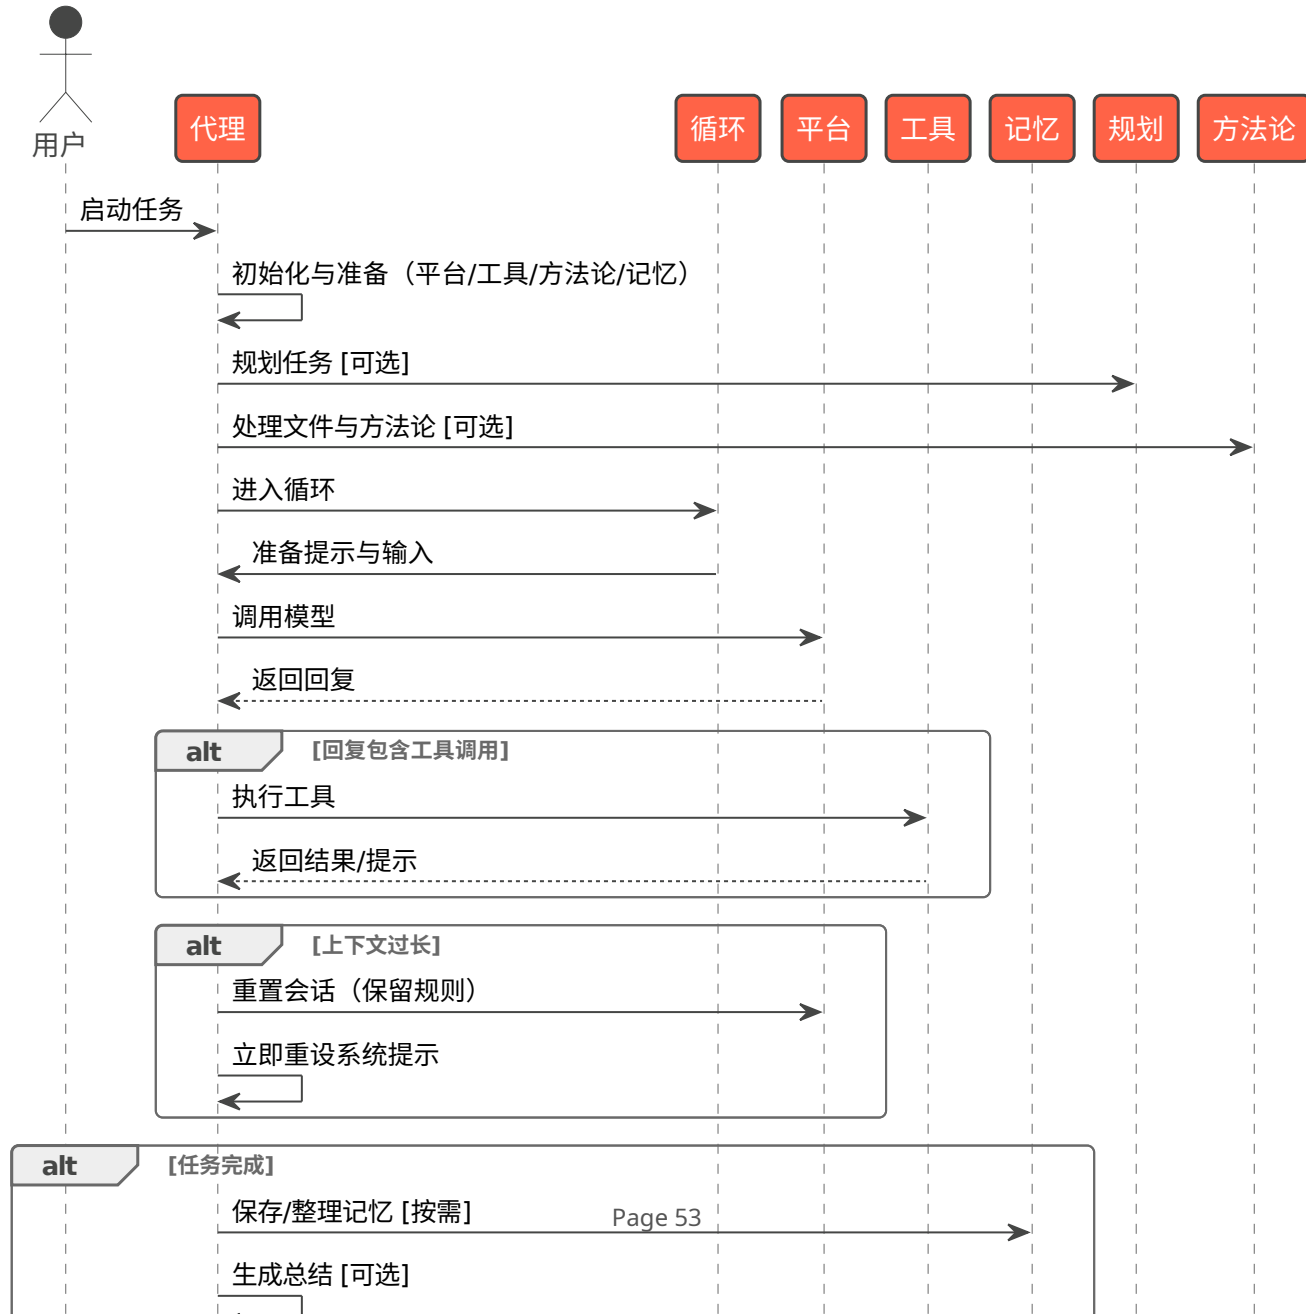 用户
代理
循环
平台
工具
记忆
规划
方法论
启动任务
初始化与准备（平台/工具/方法论/记忆）
规划任务 [可选]
处理文件与方法论 [可选]
进入循环
准备提示与输入
调用模型
返回回复
alt [回复包含工具调用]
执行工具
返回结果/提示
alt [上下文过长]
重置会话（保留规则）
立即重设系统提示
alt [任务完成]
保存/整理记忆 [按需]
Page 53
生成总结 [可选]